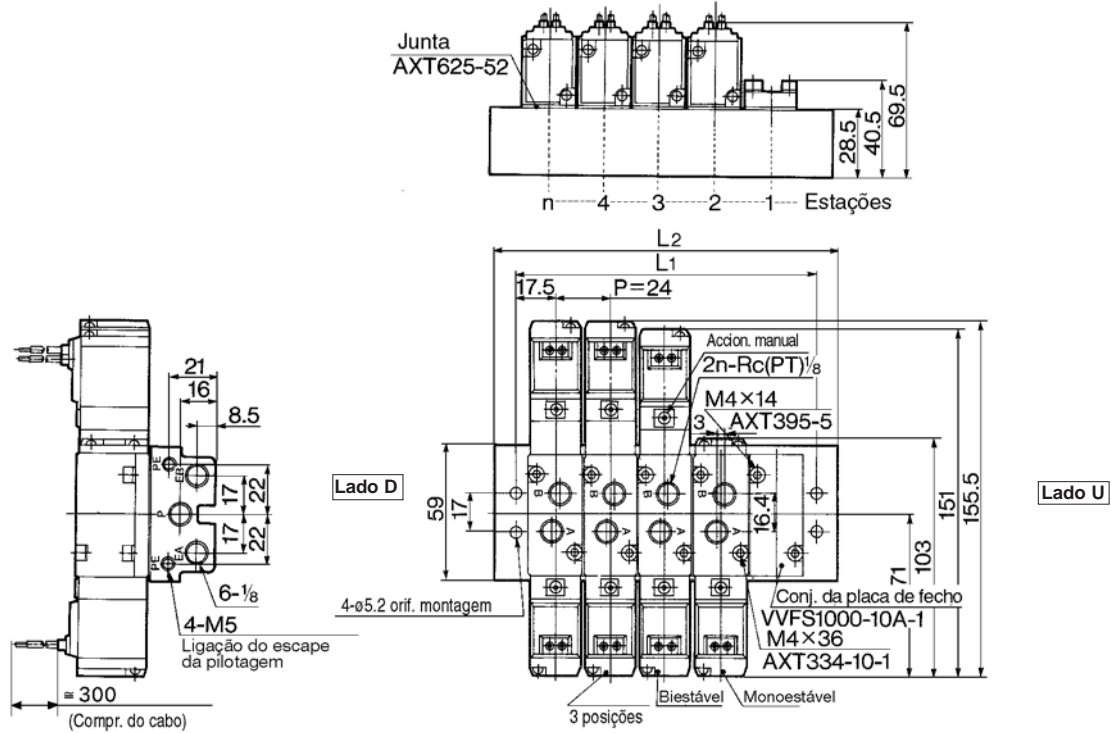 Junta
AXT625-52
28.5
40.5
69.5
n
4
3
2
1
Estações
L2
L1
17.5
P=24
Accion. manual
2n-Rc(PT)⅛
M4×14
3
AXT395-5
21
16
8.5
PE
EB
17
22
P
17
22
PE
EA
6-⅛
4-M5
Ligação do escape
da pilotagem
≅ 300
(Compr. do cabo)
Lado D
59
17
B
B
B
B
A
A
A
A
16.4
71
103
151
155.5
Lado U
4-ø5.2 orif. montagem
Conj. da placa de fecho
VVFS1000-10A-1
M4×36
AXT334-10-1
Biestável
Monoestável
3 posições